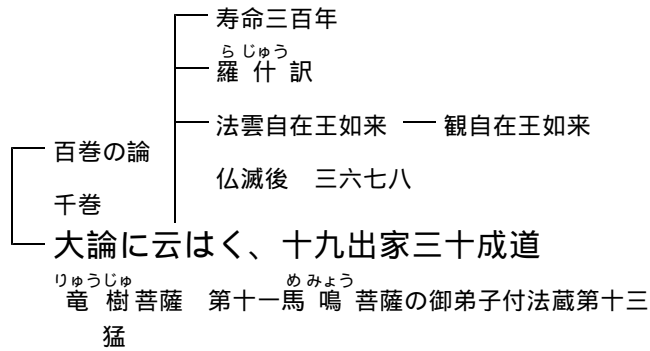 寿命三百年
らじゅう
羅什訳
法雲自在王如来 観自在王如来
百巻の論
仏滅後 三六七八
千巻
大論に云はく、十九出家三十成道
りゅうじゅ めみょう
竜樹菩薩 第十一馬鳴菩薩の御弟子付法蔵第十三
猛